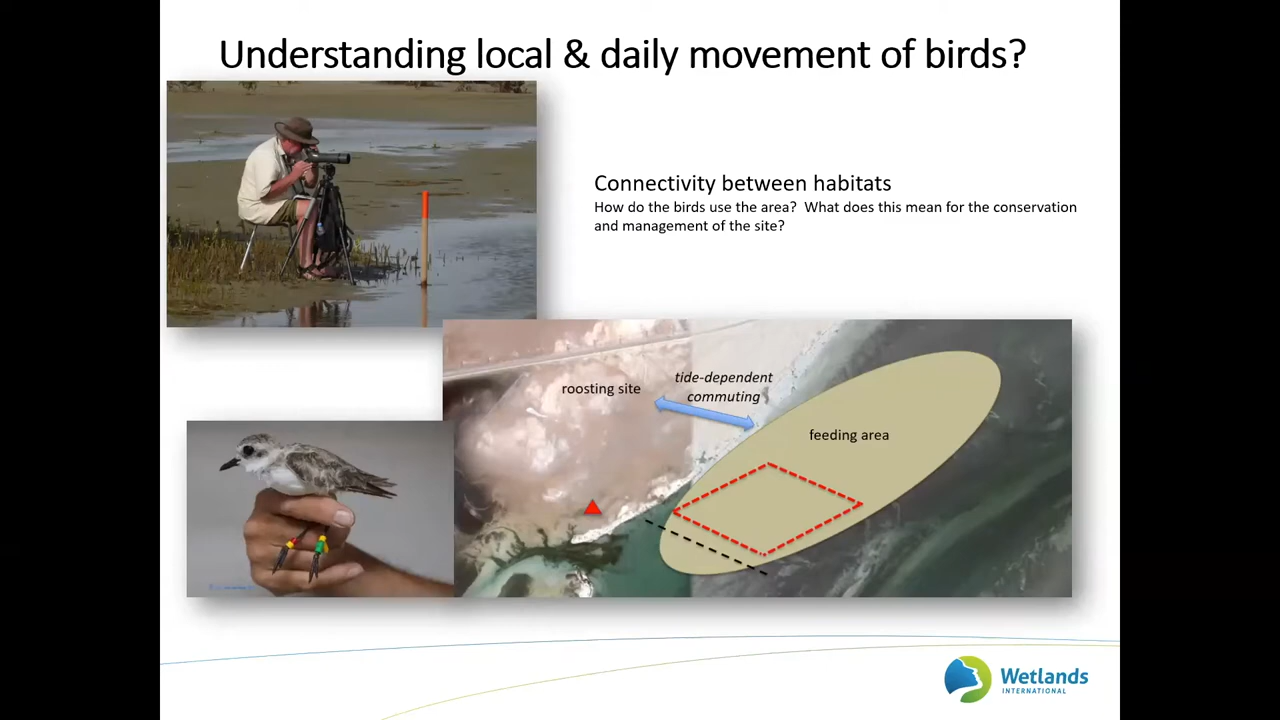 Understanding local & daily movement of birds?
Connectivity between habitats
How do the birds use the area? What does this mean for the conservation
and management of the site?
roosting site
tide-dependent
commuting
feeding area
Wetlands
INTERNATIONAL